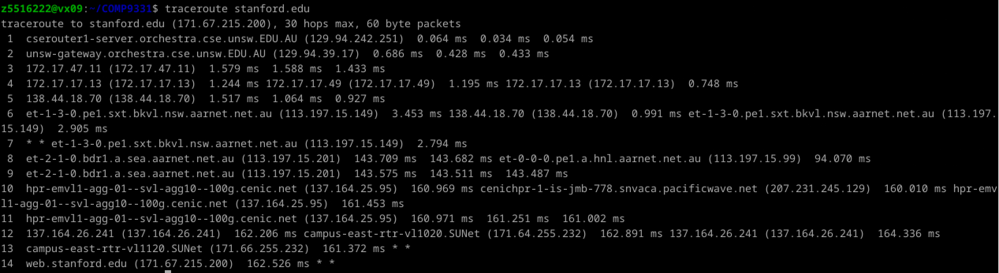 z5516222@vx09:~/COMP9331$ traceroute stanford.edu
traceroute to stanford.edu (171.67.215.200), 30 hops max, 60 byte packets
 1  cserouter1-server.orchestra.cse.unsw.EDU.AU (129.94.242.251)  0.064 ms  0.034 ms  0.054 ms
 2  unsw-gateway.orchestra.cse.unsw.EDU.AU (129.94.39.17)  0.686 ms  0.428 ms  0.433 ms
 3  172.17.47.11 (172.17.47.11)  1.579 ms  1.588 ms  1.433 ms
 4  172.17.17.13 (172.17.17.13)  1.244 ms 172.17.17.49 (172.17.17.49)  1.195 ms 172.17.17.13 (172.17.17.13)  0.748 ms
 5  138.44.18.70 (138.44.18.70)  1.517 ms  1.064 ms  0.927 ms
 6  et-1-3-0.pe1.sxt.bkvl.nsw.aarnet.net.au (113.197.15.149)  3.453 ms 138.44.18.70 (138.44.18.70)  0.991 ms et-1-3-0.pe1.sxt.bkvl.nsw.aarnet.net.au (113.197.
15.149)  2.905 ms
 7  * * et-1-3-0.pe1.sxt.bkvl.nsw.aarnet.net.au (113.197.15.149)  2.794 ms
 8  et-2-1-0.bdr1.a.sea.aarnet.net.au (113.197.15.201)  143.709 ms  143.682 ms et-0-0-0.pe1.a.hnl.aarnet.net.au (113.197.15.99)  94.070 ms
 9  et-2-1-0.bdr1.a.sea.aarnet.net.au (113.197.15.201)  143.575 ms  143.511 ms  143.487 ms
10  hpr-emvl1-agg-01--svl-agg10--100g.cenic.net (137.164.25.95)  160.969 ms cenichpr-1-is-jmb-778.snvaca.pacificwave.net (207.231.245.129)  160.010 ms hpr-emv
l1-agg-01--svl-agg10--100g.cenic.net (137.164.25.95)  161.453 ms
11  hpr-emvl1-agg-01--svl-agg10--100g.cenic.net (137.164.25.95)  160.971 ms  161.251 ms  161.002 ms
12  137.164.26.241 (137.164.26.241)  162.206 ms campus-east-rtr-vl1020.SUNet (171.64.255.232)  162.891 ms 137.164.26.241 (137.164.26.241)  164.336 ms
13  campus-east-rtr-vl1120.SUNet (171.66.255.232)  161.372 ms * *
14  web.stanford.edu (171.67.215.200)  162.526 ms * *